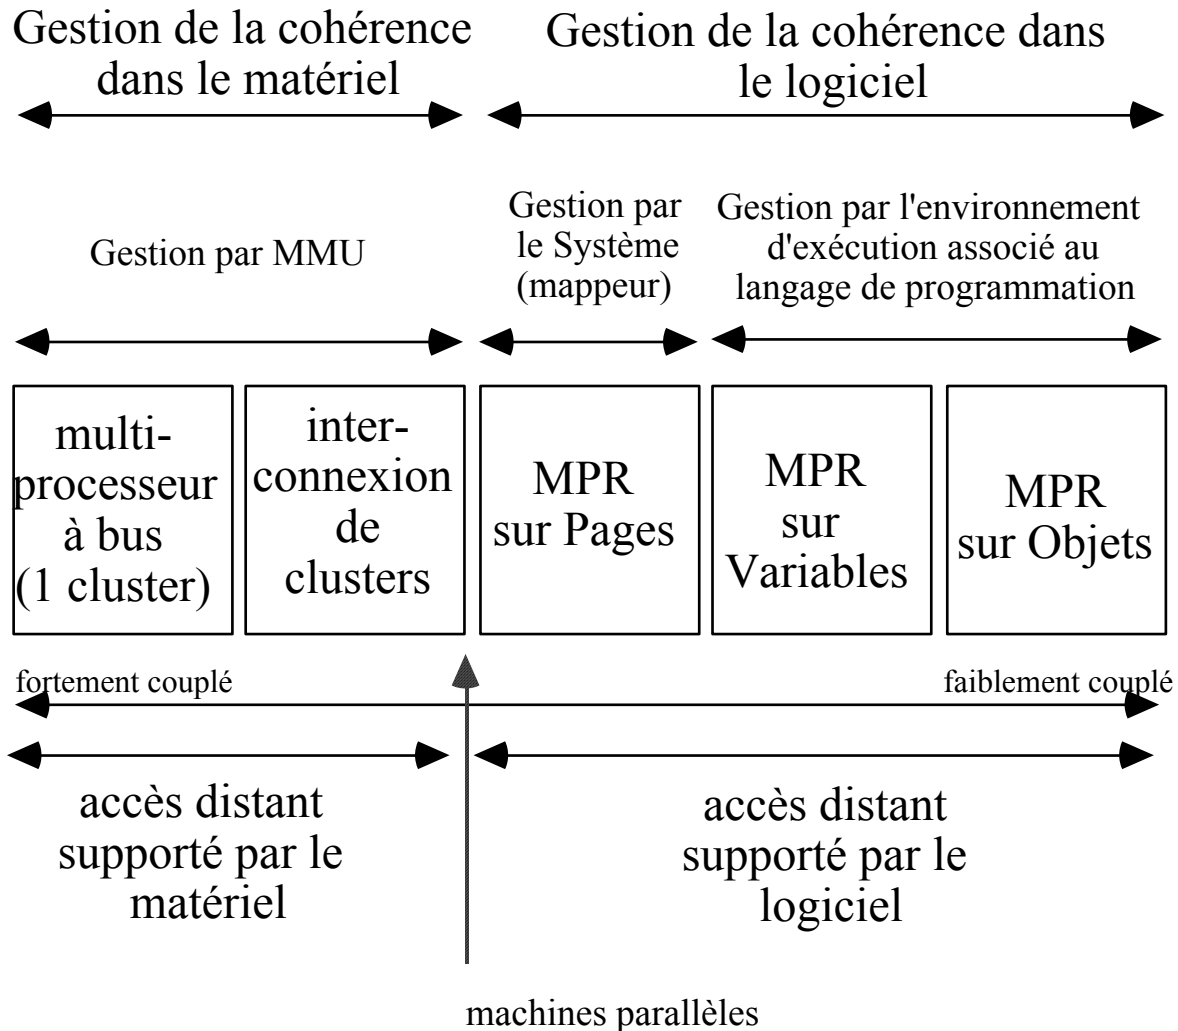 Gestion de la cohérence
dans le matériel
Gestion de la cohérence dans
le logiciel
Gestion par MMU
Gestion par
le Système
(mappeur)
Gestion par l'environnement
d'exécution associé au
langage de programmation
multi-
processeur
à bus
(1 cluster)
inter-
connexion
de
clusters
MPR
sur Pages
MPR
sur
Variables
MPR
sur Objets
fortement couplé
faiblement couplé
accès distant
supporté par le
matériel
accès distant
supporté par le
logiciel
machines parallèles